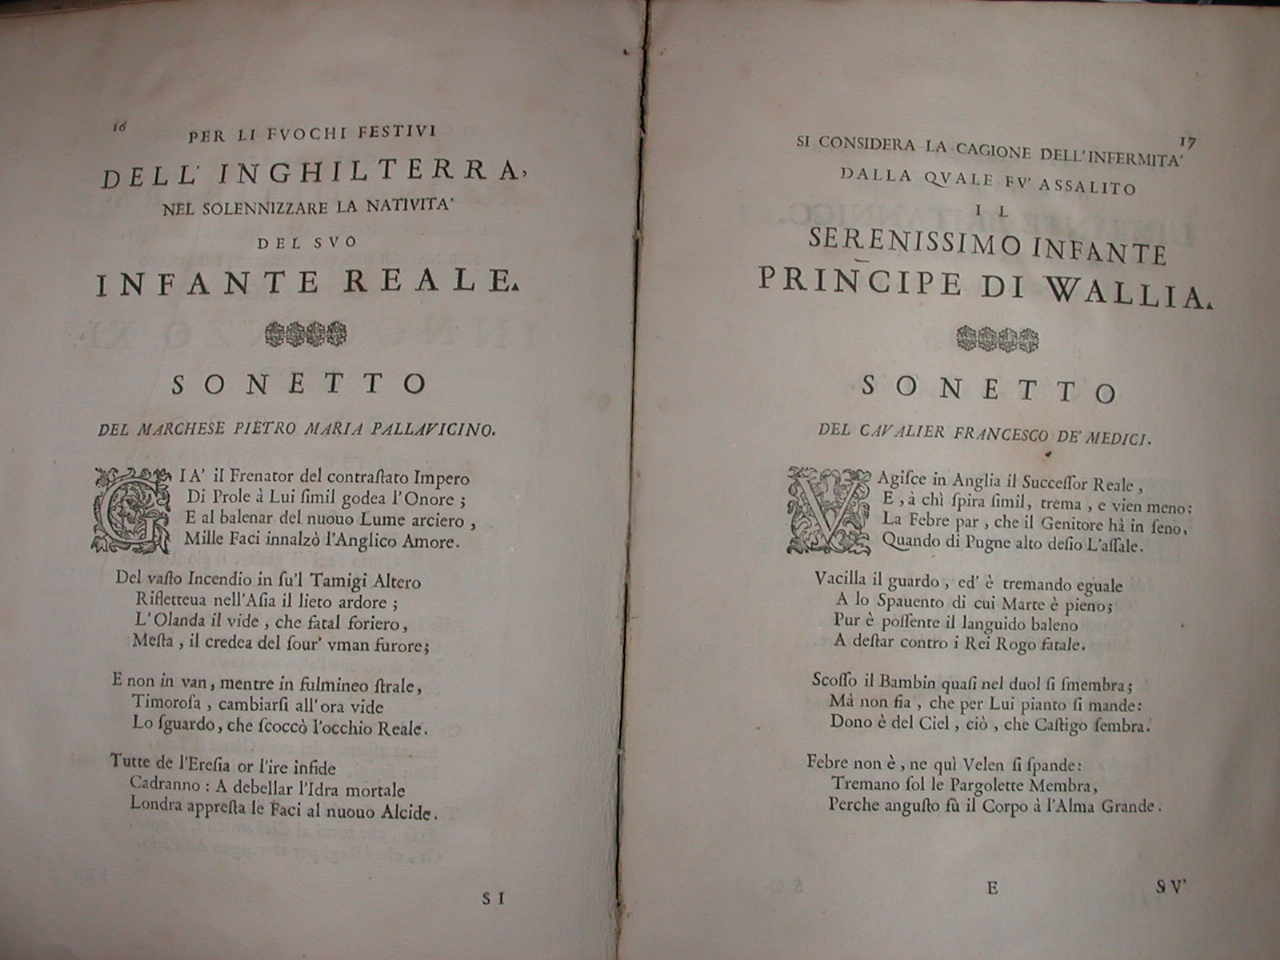 16
PER LI FVOCHI FESTIVI
DELL' INGHILTERRA,
NEL SOLENNIZZARE LA NATIVITA'
DEL SVO
INFANTE REALE.
SONETTO
DEL MARCHESE PIETRO MARIA PALLAVICINO.
GIA' il Frenator del contraſtato Impero
Di Prole à Lui ſimil godea l'Onore;
E al balenar del nuouo Lume arciero,
Mille Faci innalzò l'Anglico Amore.
Del vaſto Incendio in ſu'l Tamigi Altero
Rifletteua nell'Aſia il lieto ardore;
L'Olanda il vide, che fatal foriero,
Meſta, il credea del ſour' vman furore;
E non in van, mentre in fulmineo ſtrale,
Timoroſa, cambiarſi all'ora vide
Lo ſguardo, che ſcoccò l'occhio Reale.
Tutte de l'Ereſia or l'ire infide
Cadranno: A debellar l'Idra mortale
Londra appreſta le Faci al nuouo Alcide.
SI
17
SI CONSIDERA LA CAGIONE DELL'INFERMITA'
DALLA QVALE FV' ASSALITO
IL
SERENISSIMO INFANTE
PRINCIPE DI WALLIA.
SONETTO
DEL CAVALIER FRANCESCO DE' MEDICI.
VAgiſce in Anglia il Succeſſor Reale,
E, à chì ſpira ſimil, trema, e vien meno:
La Febre par, che il Genitore hà in ſeno,
Quando di Pugne alto deſio L'aſſale.
Vacilla il guardo, ed' è tremando eguale
A lo Spauento di cui Marte è pieno;
Pur è poſſente il languido baleno
A deſtar contro i Rei Rogo fatale.
Scoſſo il Bambin quaſi nel duol ſi ſmembra;
Mà non fia, che per Lui pianto ſi mande:
Dono è del Ciel, ciò, che Caſtigo ſembra.
Febre non è, ne quì Velen ſi ſpande:
Tremano ſol le Pargolette Membra,
Perche anguſto fù il Corpo à l'Alma Grande.
E
SV'